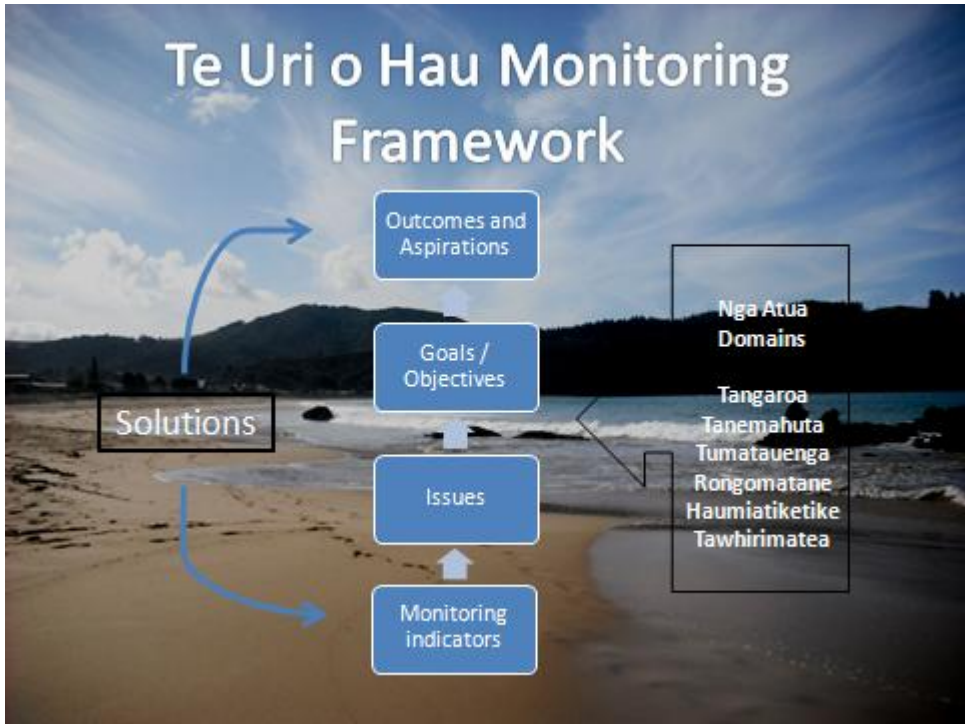 Te Uri o Hau Monitoring
Framework
Outcomes and
Aspirations
Goals /
Objectives
Issues
Monitoring
indicators
Solutions
Nga Atua
Domains
Tangaroa
Tanemahuta
Tumatauenga
Rongomatane
Haumiatiketike
Tawhirimatea